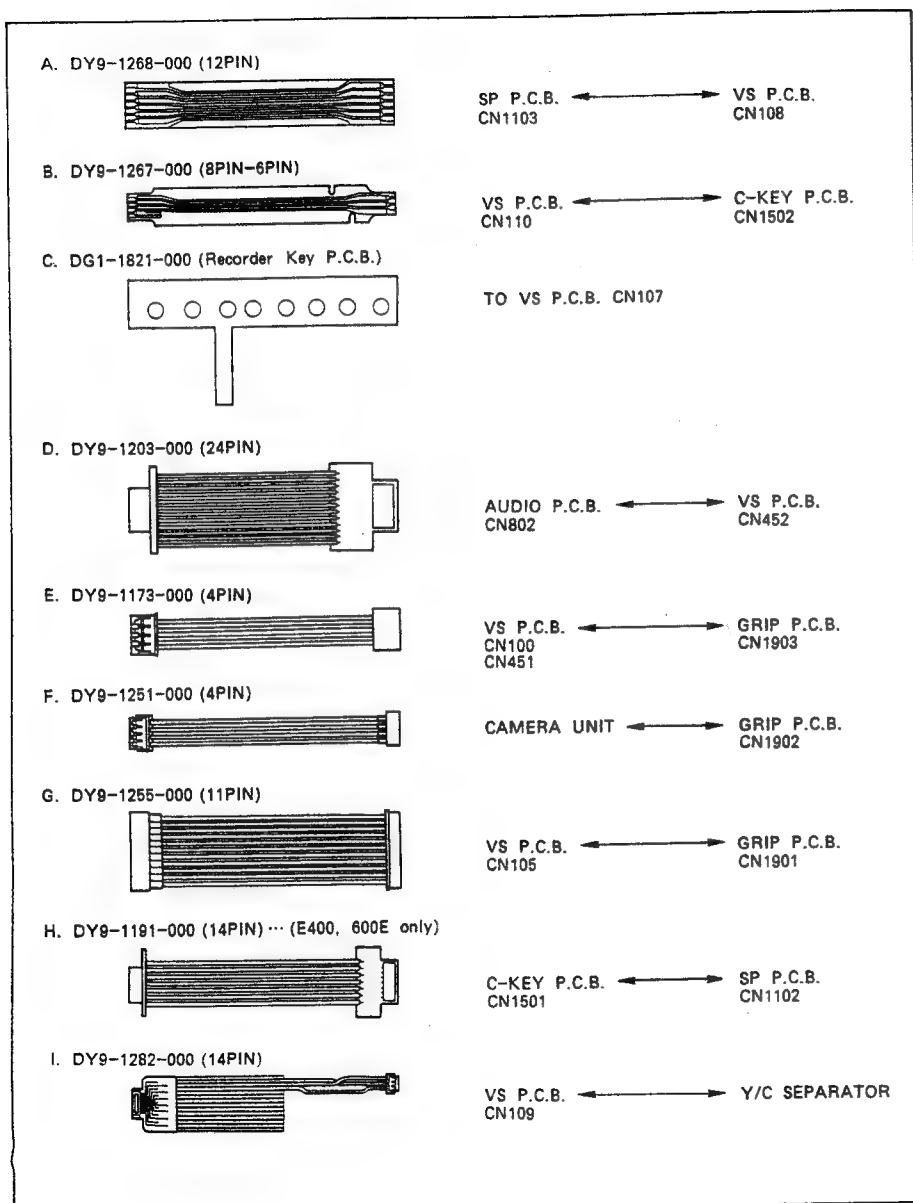 A. DY9-1268-000 (12PIN)
SP P.C.B. VS P.C.B.
CN1103 CN108
B. DY9-1267-000 (8PIN-6PIN)
VS P.C.B. C-KEY P.C.B.
CN110 CN1502
C. DG1-1821-000 (Recorder Key P.C.B.)
TO VS P.C.B. CN107
D. DY9-1203-000 (24PIN)
AUDIO P.C.B. VS P.C.B.
CN802 CN452
E. DY9-1173-000 (4PIN)
VS P.C.B. GRIP P.C.B.
CN100 CN1903
CN451
F. DY9-1251-000 (4PIN)
CAMERA UNIT GRIP P.C.B.
CN1902
G. DY9-1255-000 (11PIN)
VS P.C.B. GRIP P.C.B.
CN105 CN1901
H. DY9-1191-000 (14PIN) ··· (E400, 600E only)
C-KEY P.C.B. SP P.C.B.
CN1501 CN1102
I. DY9-1282-000 (14PIN)
VS P.C.B. Y/C SEPARATOR
CN109